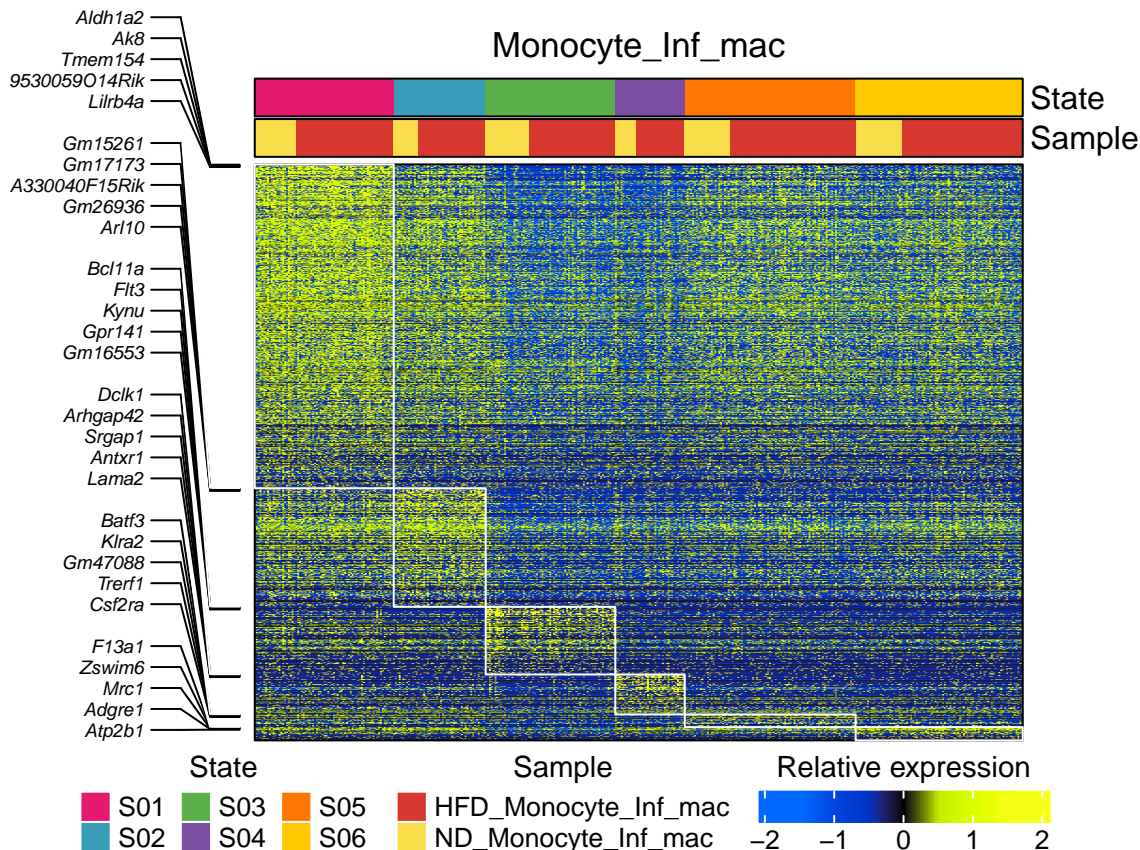 Monocyte_Inf_mac
State
Sample
Aldh1a2
Ak8
Tmem154
9530059O14Rik
Lilrb4a
Gm15261
Gm17173
A330040F15Rik
Gm26936
Arl10
Bcl11a
Flt3
Kynu
Gpr141
Gm16553
Dclk1
Arhgap42
Srgap1
Antxr1
Lama2
Batf3
Klra2
Gm47088
Trerf1
Csf2ra
F13a1
Zswim6
Mrc1
Adgre1
Atp2b1
State
S01 S03 S05
S02 S04 S06
Sample
HFD_Monocyte_Inf_mac
ND_Monocyte_Inf_mac
Relative expression
−2 −1 0 1 2